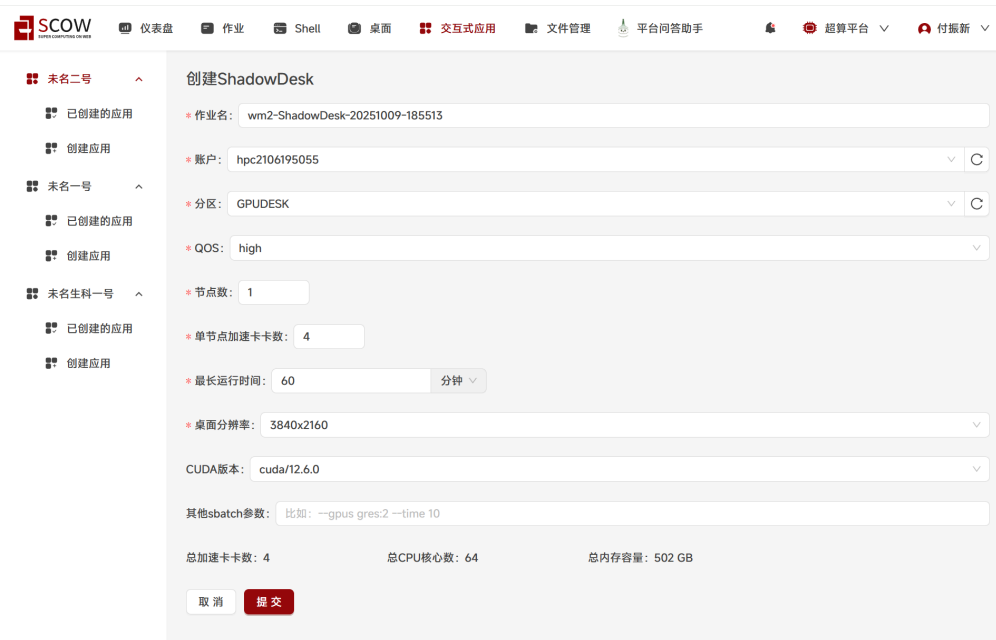 SCOW
SUPER COMPUTING ON WEB
仪表盘
作业
Shell
桌面
交互式应用
文件管理
平台问答助手
超算平台
付振新
未名二号
已创建的应用
创建应用
未名一号
已创建的应用
创建应用
未名生科一号
已创建的应用
创建应用
创建ShadowDesk
* 作业名： wm2-ShadowDesk-20251009-185513
* 账户： hpc2106195055
* 分区： GPUDESK
* QOS： high
* 节点数： 1
* 单节点加速卡卡数： 4
* 最长运行时间： 60 分钟
* 桌面分辨率： 3840x2160
CUDA版本： cuda/12.6.0
其他sbatch参数： 比如：--gpus gres:2 --time 10
总加速卡卡数：4 总CPU核心数：64 总内存容量：502 GB
取 消 提 交